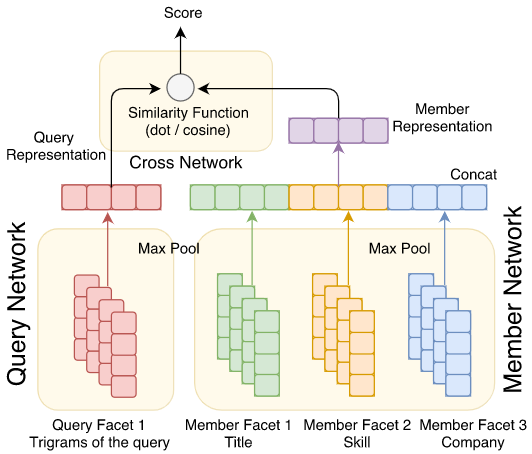 Score
Similarity Function
(dot / cosine)
Cross Network
Query
Representation
Member
Representation
Concat
Query Network
Max Pool
Max Pool
Member Network
Query Facet 1
Trigrams of the query
Member Facet 1
Title
Member Facet 2
Skill
Member Facet 3
Company